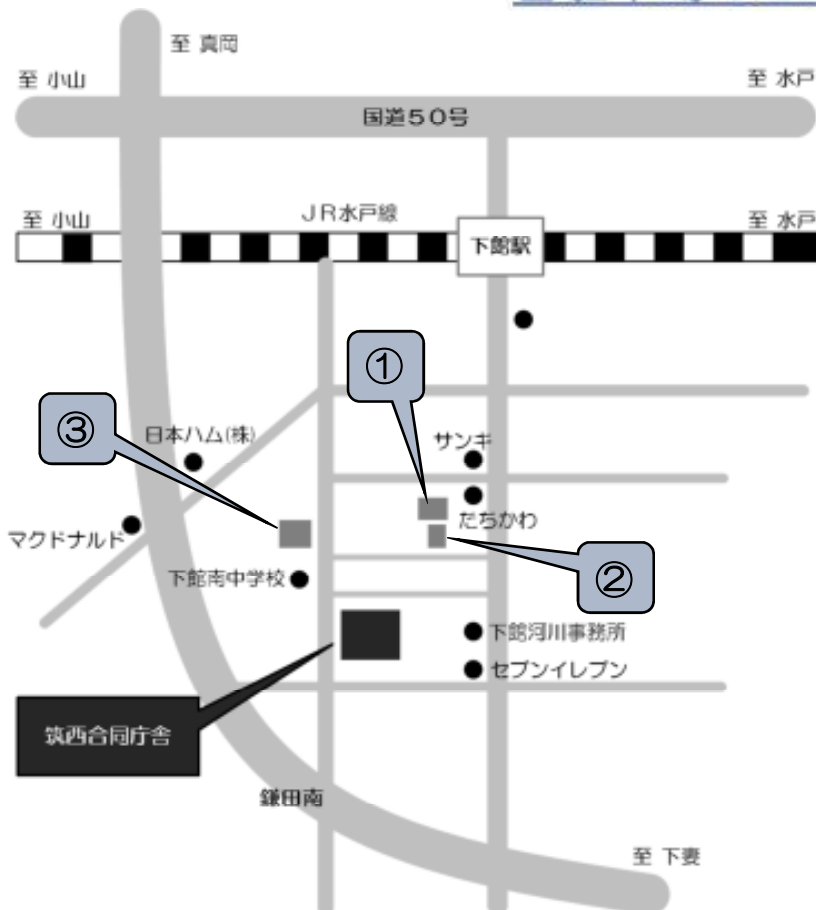 至 真岡
至 小山
至 水戸
国道５０号
至 小山
ＪＲ水戸線
至 水戸
下館駅
①
③
日本ハム(株)
サンキ
マクドナルド
たちかわ
②
下館南中学校
下館河川事務所
セブンイレブン
筑西合同庁舎
鎌田南
至 下妻